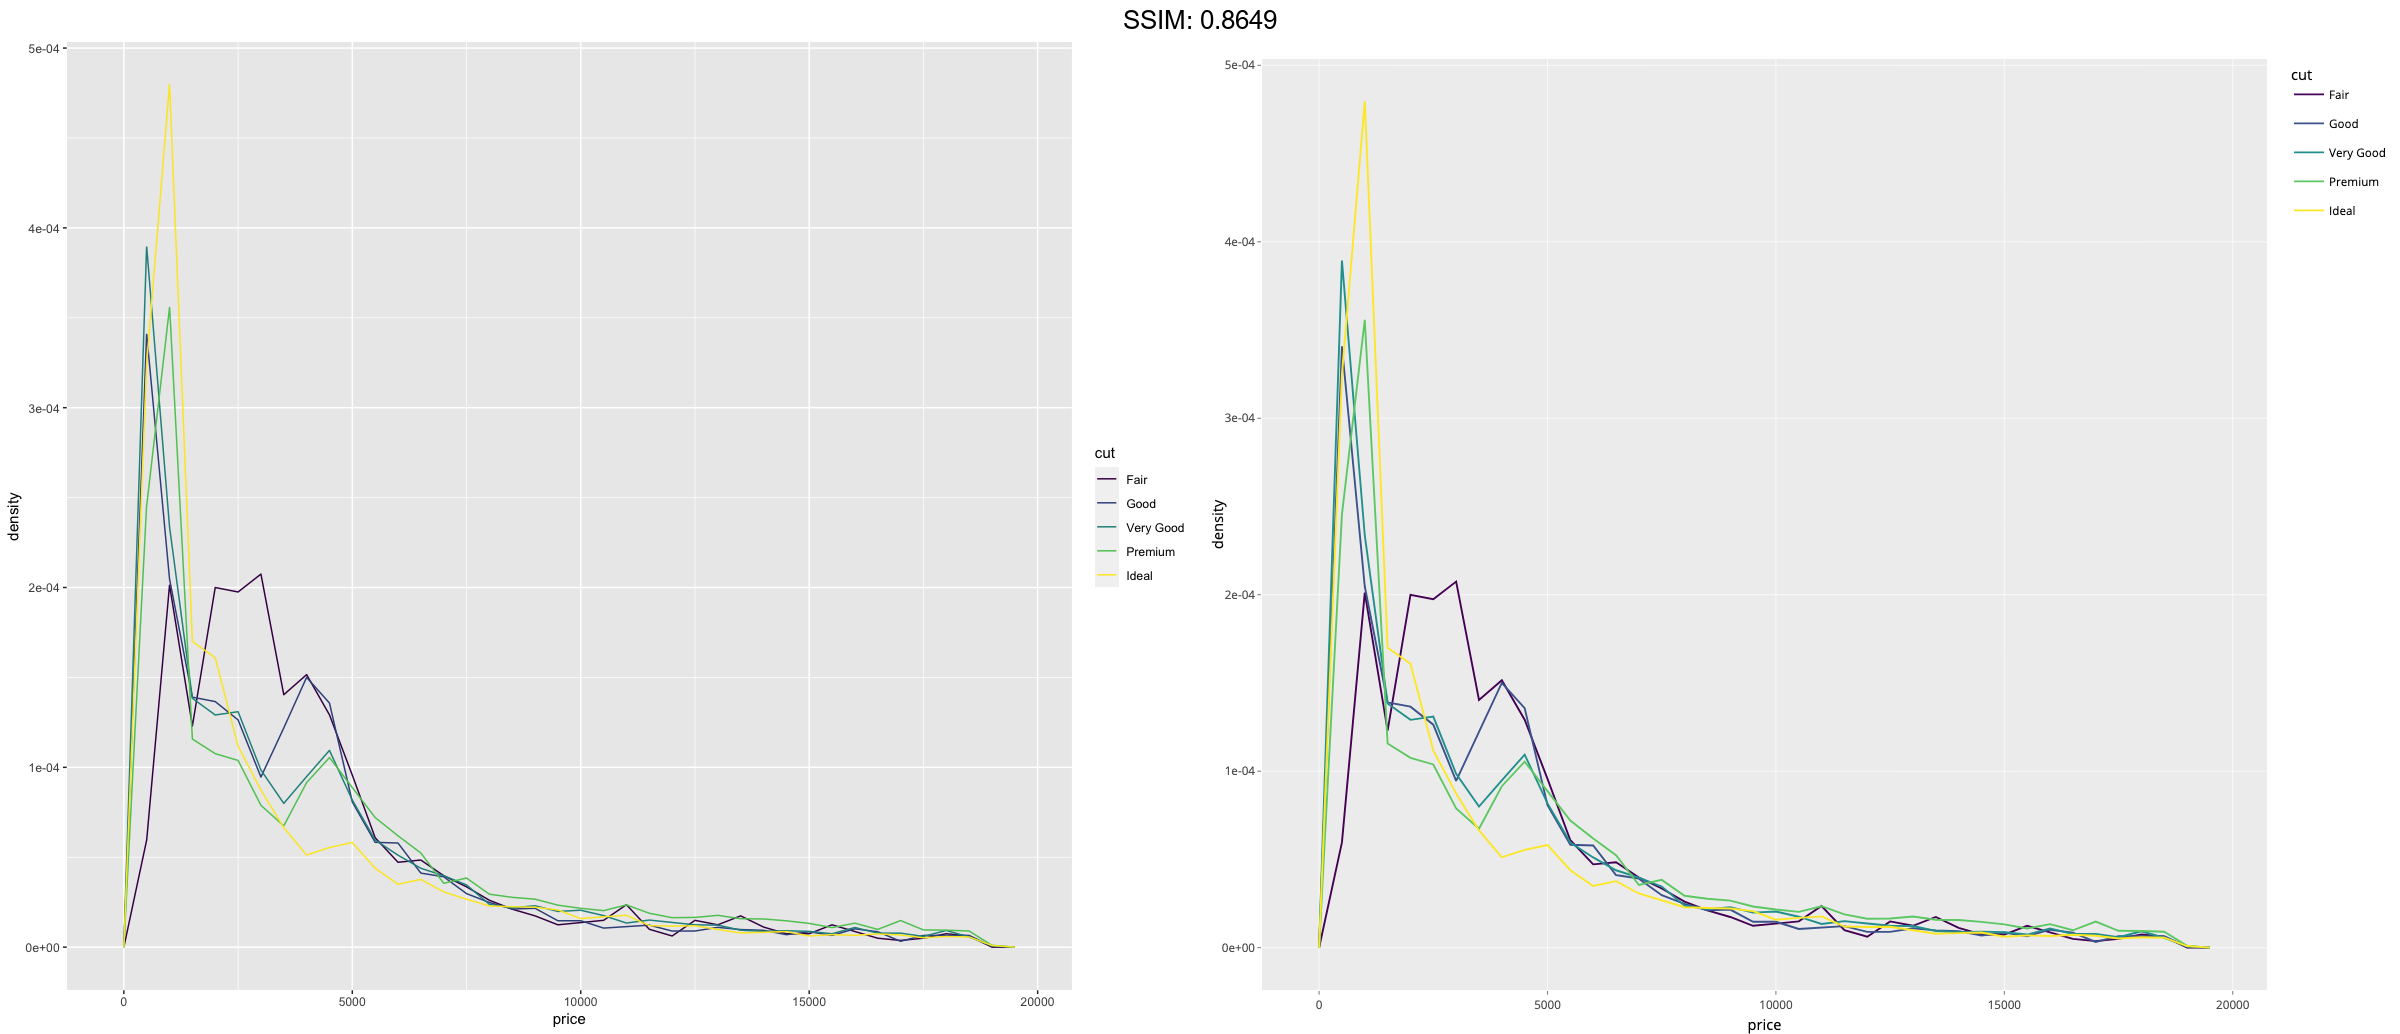 SSIM: 0.8649
5e-04
4e-04
3e-04
2e-04
1e-04
0e+00
density
0
5000
10000
15000
20000
price
cut
Fair
Good
Very Good
Premium
Ideal
5e-04
4e-04
3e-04
2e-04
1e-04
0e+00
density
0
5000
10000
15000
20000
price
cut
Fair
Good
Very Good
Premium
Ideal